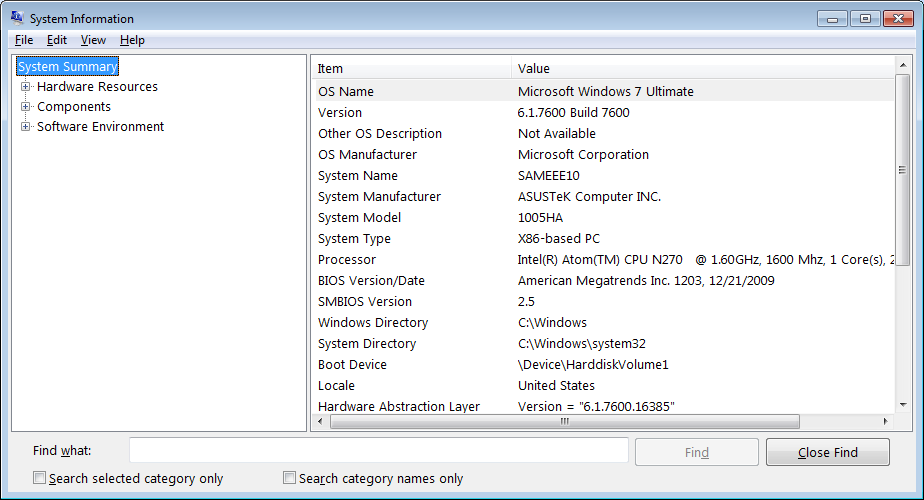 System Information
File Edit View Help
System Summary
Hardware Resources
Components
Software Environment
Item Value
OS Name Microsoft Windows 7 Ultimate
Version 6.1.7600 Build 7600
Other OS Description Not Available
OS Manufacturer Microsoft Corporation
System Name SAMEEE10
System Manufacturer ASUSTeK Computer INC.
System Model 1005HA
System Type X86-based PC
Processor Intel(R) Atom(TM) CPU N270 @ 1.60GHz, 1600 Mhz, 1 Core(s), 2
BIOS Version/Date American Megatrends Inc. 1203, 12/21/2009
SMBIOS Version 2.5
Windows Directory C:\Windows
System Directory C:\Windows\system32
Boot Device \Device\HarddiskVolume1
Locale United States
Hardware Abstraction Layer Version = "6.1.7600.16385"
Find what: Find Close Find
Search selected category only Search category names only